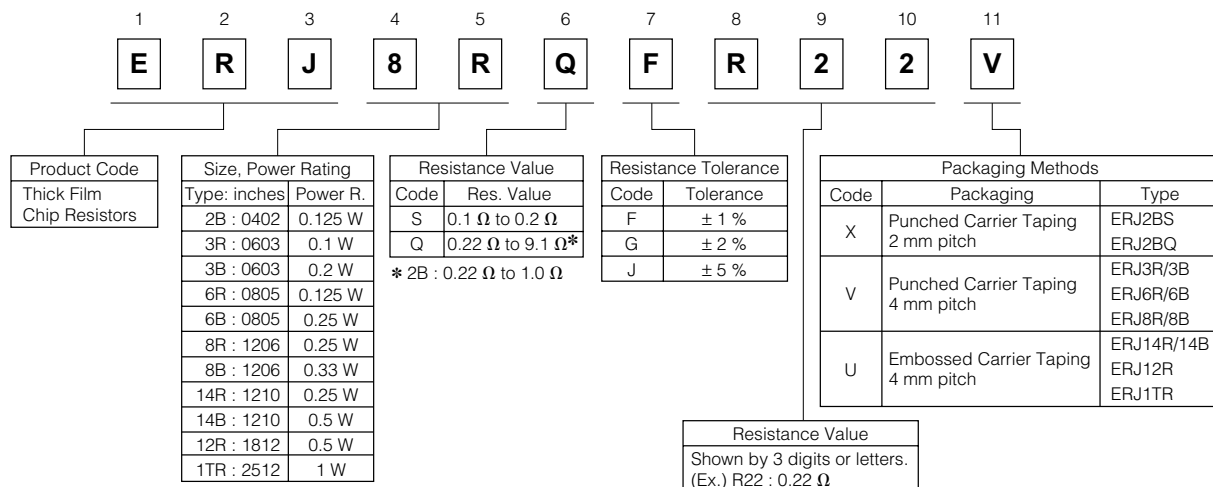 1 2 3 4 5 6 7 8 9 10 11
E R J 8 R Q F R 2 2 V
Product Code
Thick Film
Chip Resistors
Size, Power Rating
Type: inches Power R.
2B : 0402 0.125 W
3R : 0603 0.1 W
3B : 0603 0.2 W
6R : 0805 0.125 W
6B : 0805 0.25 W
8R : 1206 0.25 W
8B : 1206 0.33 W
14R : 1210 0.25 W
14B : 1210 0.5 W
12R : 1812 0.5 W
1TR : 2512 1 W
Resistance Value
Code Res. Value
S 0.1 Ω to 0.2 Ω
Q 0.22 Ω to 9.1 Ω*
* 2B : 0.22 Ω to 1.0 Ω
Resistance Tolerance
Code Tolerance
F ± 1 %
G ± 2 %
J ± 5 %
Packaging Methods
Code Packaging Type
X Punched Carrier Taping
2 mm pitch
ERJ2BS
ERJ2BQ
V Punched Carrier Taping
4 mm pitch
ERJ3R/3B
ERJ6R/6B
ERJ8R/8B
U Embossed Carrier Taping
4 mm pitch
ERJ14R/14B
ERJ12R
ERJ1TR
Resistance Value
Shown by 3 digits or letters.
(Ex.) R22 : 0.22 Ω